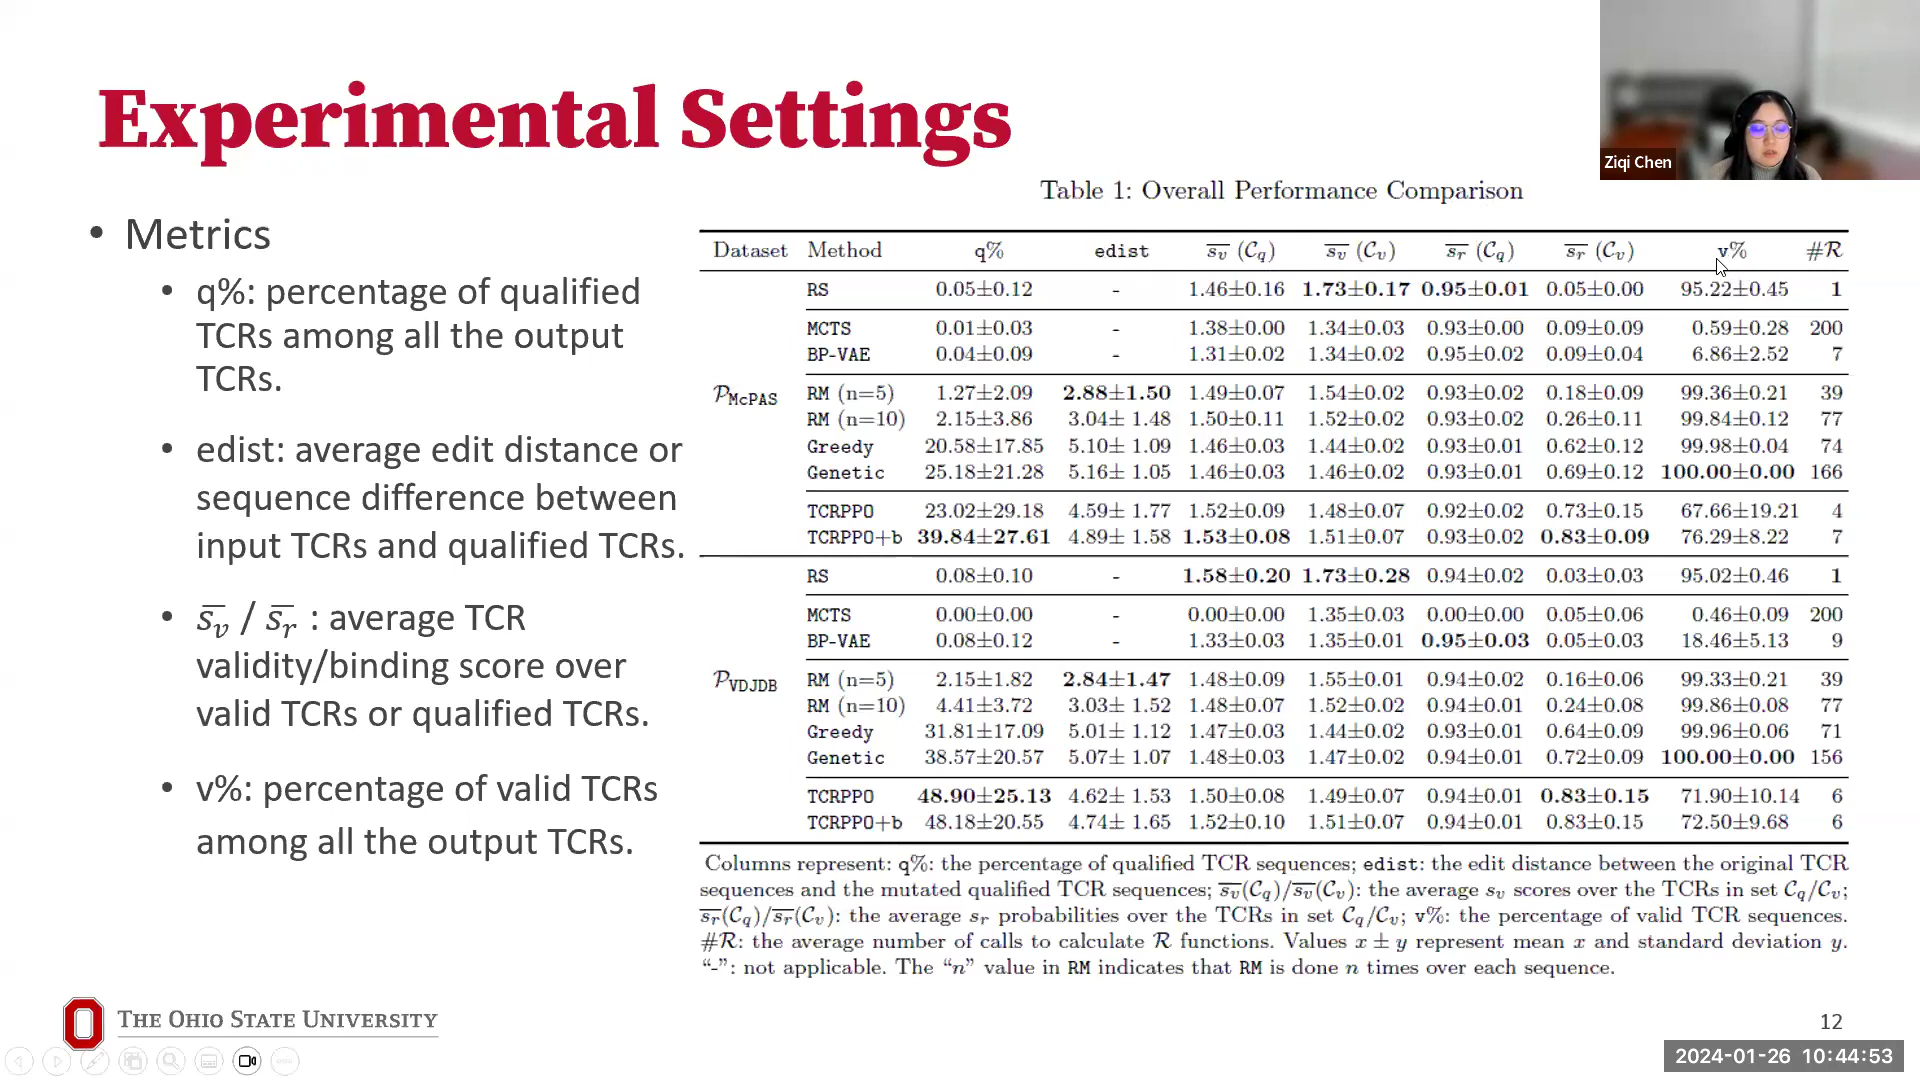 Experimental Settings
Ziqi Chen
• Metrics
• q%: percentage of qualified
TCRs among all the output
TCRs.
• edist: average edit distance or
sequence difference between
input TCRs and qualified TCRs.
• s̅ᵥ / s̅ᵣ : average TCR
validity/binding score over
valid TCRs or qualified TCRs.
• v%: percentage of valid TCRs
among all the output TCRs.
Table 1: Overall Performance Comparison
Dataset Method q% edist s̅ᵥ (𝒞q) s̅ᵥ (𝒞ᵥ) s̅ᵣ (𝒞q) s̅ᵣ (𝒞ᵥ) v% #ℛ
RS 0.05±0.12 - 1.46±0.16 1.73±0.17 0.95±0.01 0.05±0.00 95.22±0.45 1
MCTS 0.01±0.03 - 1.38±0.00 1.34±0.03 0.93±0.00 0.09±0.09 0.59±0.28 200
BP-VAE 0.04±0.09 - 1.31±0.02 1.34±0.02 0.95±0.02 0.09±0.04 6.86±2.52 7
𝒫McPAS RM (n=5) 1.27±2.09 2.88±1.50 1.49±0.07 1.54±0.02 0.93±0.02 0.18±0.09 99.36±0.21 39
RM (n=10) 2.15±3.86 3.04± 1.48 1.50±0.11 1.52±0.02 0.93±0.02 0.26±0.11 99.84±0.12 77
Greedy 20.58±17.85 5.10± 1.09 1.46±0.03 1.44±0.02 0.93±0.01 0.62±0.12 99.98±0.04 74
Genetic 25.18±21.28 5.16± 1.05 1.46±0.03 1.46±0.02 0.93±0.01 0.69±0.12 100.00±0.00 166
TCRPPO 23.02±29.18 4.59± 1.77 1.52±0.09 1.48±0.07 0.92±0.02 0.73±0.15 67.66±19.21 4
TCRPPO+b 39.84±27.61 4.89± 1.58 1.53±0.08 1.51±0.07 0.93±0.02 0.83±0.09 76.29±8.22 7
RS 0.08±0.10 - 1.58±0.20 1.73±0.28 0.94±0.02 0.03±0.03 95.02±0.46 1
MCTS 0.00±0.00 - 0.00±0.00 1.35±0.03 0.00±0.00 0.05±0.06 0.46±0.09 200
BP-VAE 0.08±0.12 - 1.33±0.03 1.35±0.01 0.95±0.03 0.05±0.03 18.46±5.13 9
𝒫VDJDB RM (n=5) 2.15±1.82 2.84±1.47 1.48±0.09 1.55±0.01 0.94±0.02 0.16±0.06 99.33±0.21 39
RM (n=10) 4.41±3.72 3.03± 1.52 1.48±0.07 1.52±0.02 0.94±0.01 0.24±0.08 99.86±0.08 77
Greedy 31.81±17.09 5.01± 1.12 1.47±0.03 1.44±0.02 0.93±0.01 0.64±0.09 99.96±0.06 71
Genetic 38.57±20.57 5.07± 1.07 1.48±0.03 1.47±0.02 0.94±0.01 0.72±0.09 100.00±0.00 156
TCRPPO 48.90±25.13 4.62± 1.53 1.50±0.08 1.49±0.07 0.94±0.01 0.83±0.15 71.90±10.14 6
TCRPPO+b 48.18±20.55 4.74± 1.65 1.52±0.10 1.51±0.07 0.94±0.01 0.83±0.15 72.50±9.68 6
Columns represent: q%: the percentage of qualified TCR sequences; edist: the edit distance between the original TCR
sequences and the mutated qualified TCR sequences; s̅ᵥ(𝒞q)/s̅ᵥ(𝒞ᵥ): the average sᵥ scores over the TCRs in set 𝒞q/𝒞ᵥ;
s̅ᵣ(𝒞q)/s̅ᵣ(𝒞ᵥ): the average sᵣ probabilities over the TCRs in set 𝒞q/𝒞ᵥ; v%: the percentage of valid TCR sequences.
#ℛ: the average number of calls to calculate ℛ functions. Values x ± y represent mean x and standard deviation y.
“-”: not applicable. The “n” value in RM indicates that RM is done n times over each sequence.
THE OHIO STATE UNIVERSITY
12
2024-01-26 10:44:53